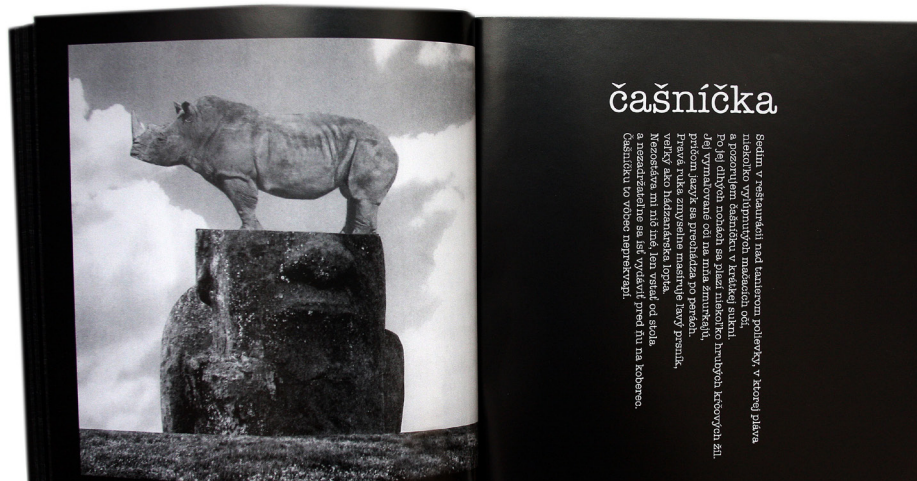 čašníčka
Sedím v reštaurácii nad tanierom polievky, v ktorej pláva
niekoľko vylúpnutých mačacích očí,
a pozorujem čašníčku v krátkej sukni.
Po jej dlhých nohách sa plazí niekoľko hrubých kŕčových žíl.
Jej vymaľované oči na mňa žmurkajú,
pričom jazyk sa prechádza po perách.
Pravá ruka zmyselne masíruje ľavý prsník,
veľký ako hádzanárska lopta.
Nezostáva mi nič iné, len vstať od stola
a nezadržateľne sa ísť vydáviť pred ňu na koberec.
Čašníčku to vôbec neprekvapí.